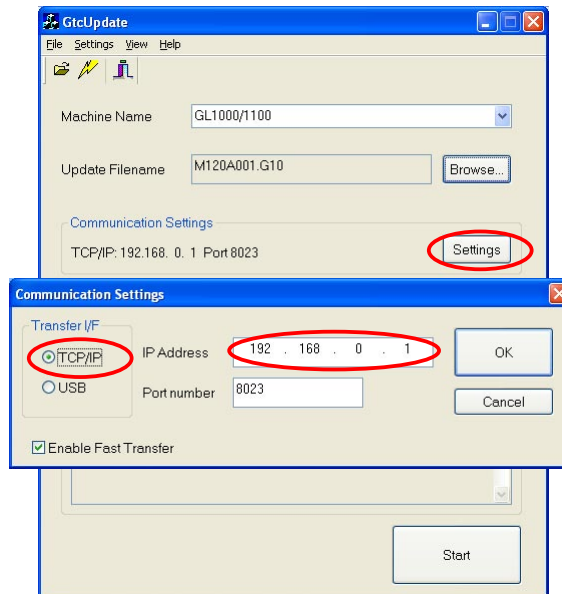 GtcUpdate
File Settings View Help
Machine Name GL1000/1100
Update Filename M120A001.G10 Browse...
Communication Settings
TCP/IP: 192.168. 0. 1 Port 8023 Settings
Communication Settings
Transfer I/F
TCP/IP IP Address 192 . 168 . 0 . 1 OK
USB Port number 8023 Cancel
Enable Fast Transfer
Start